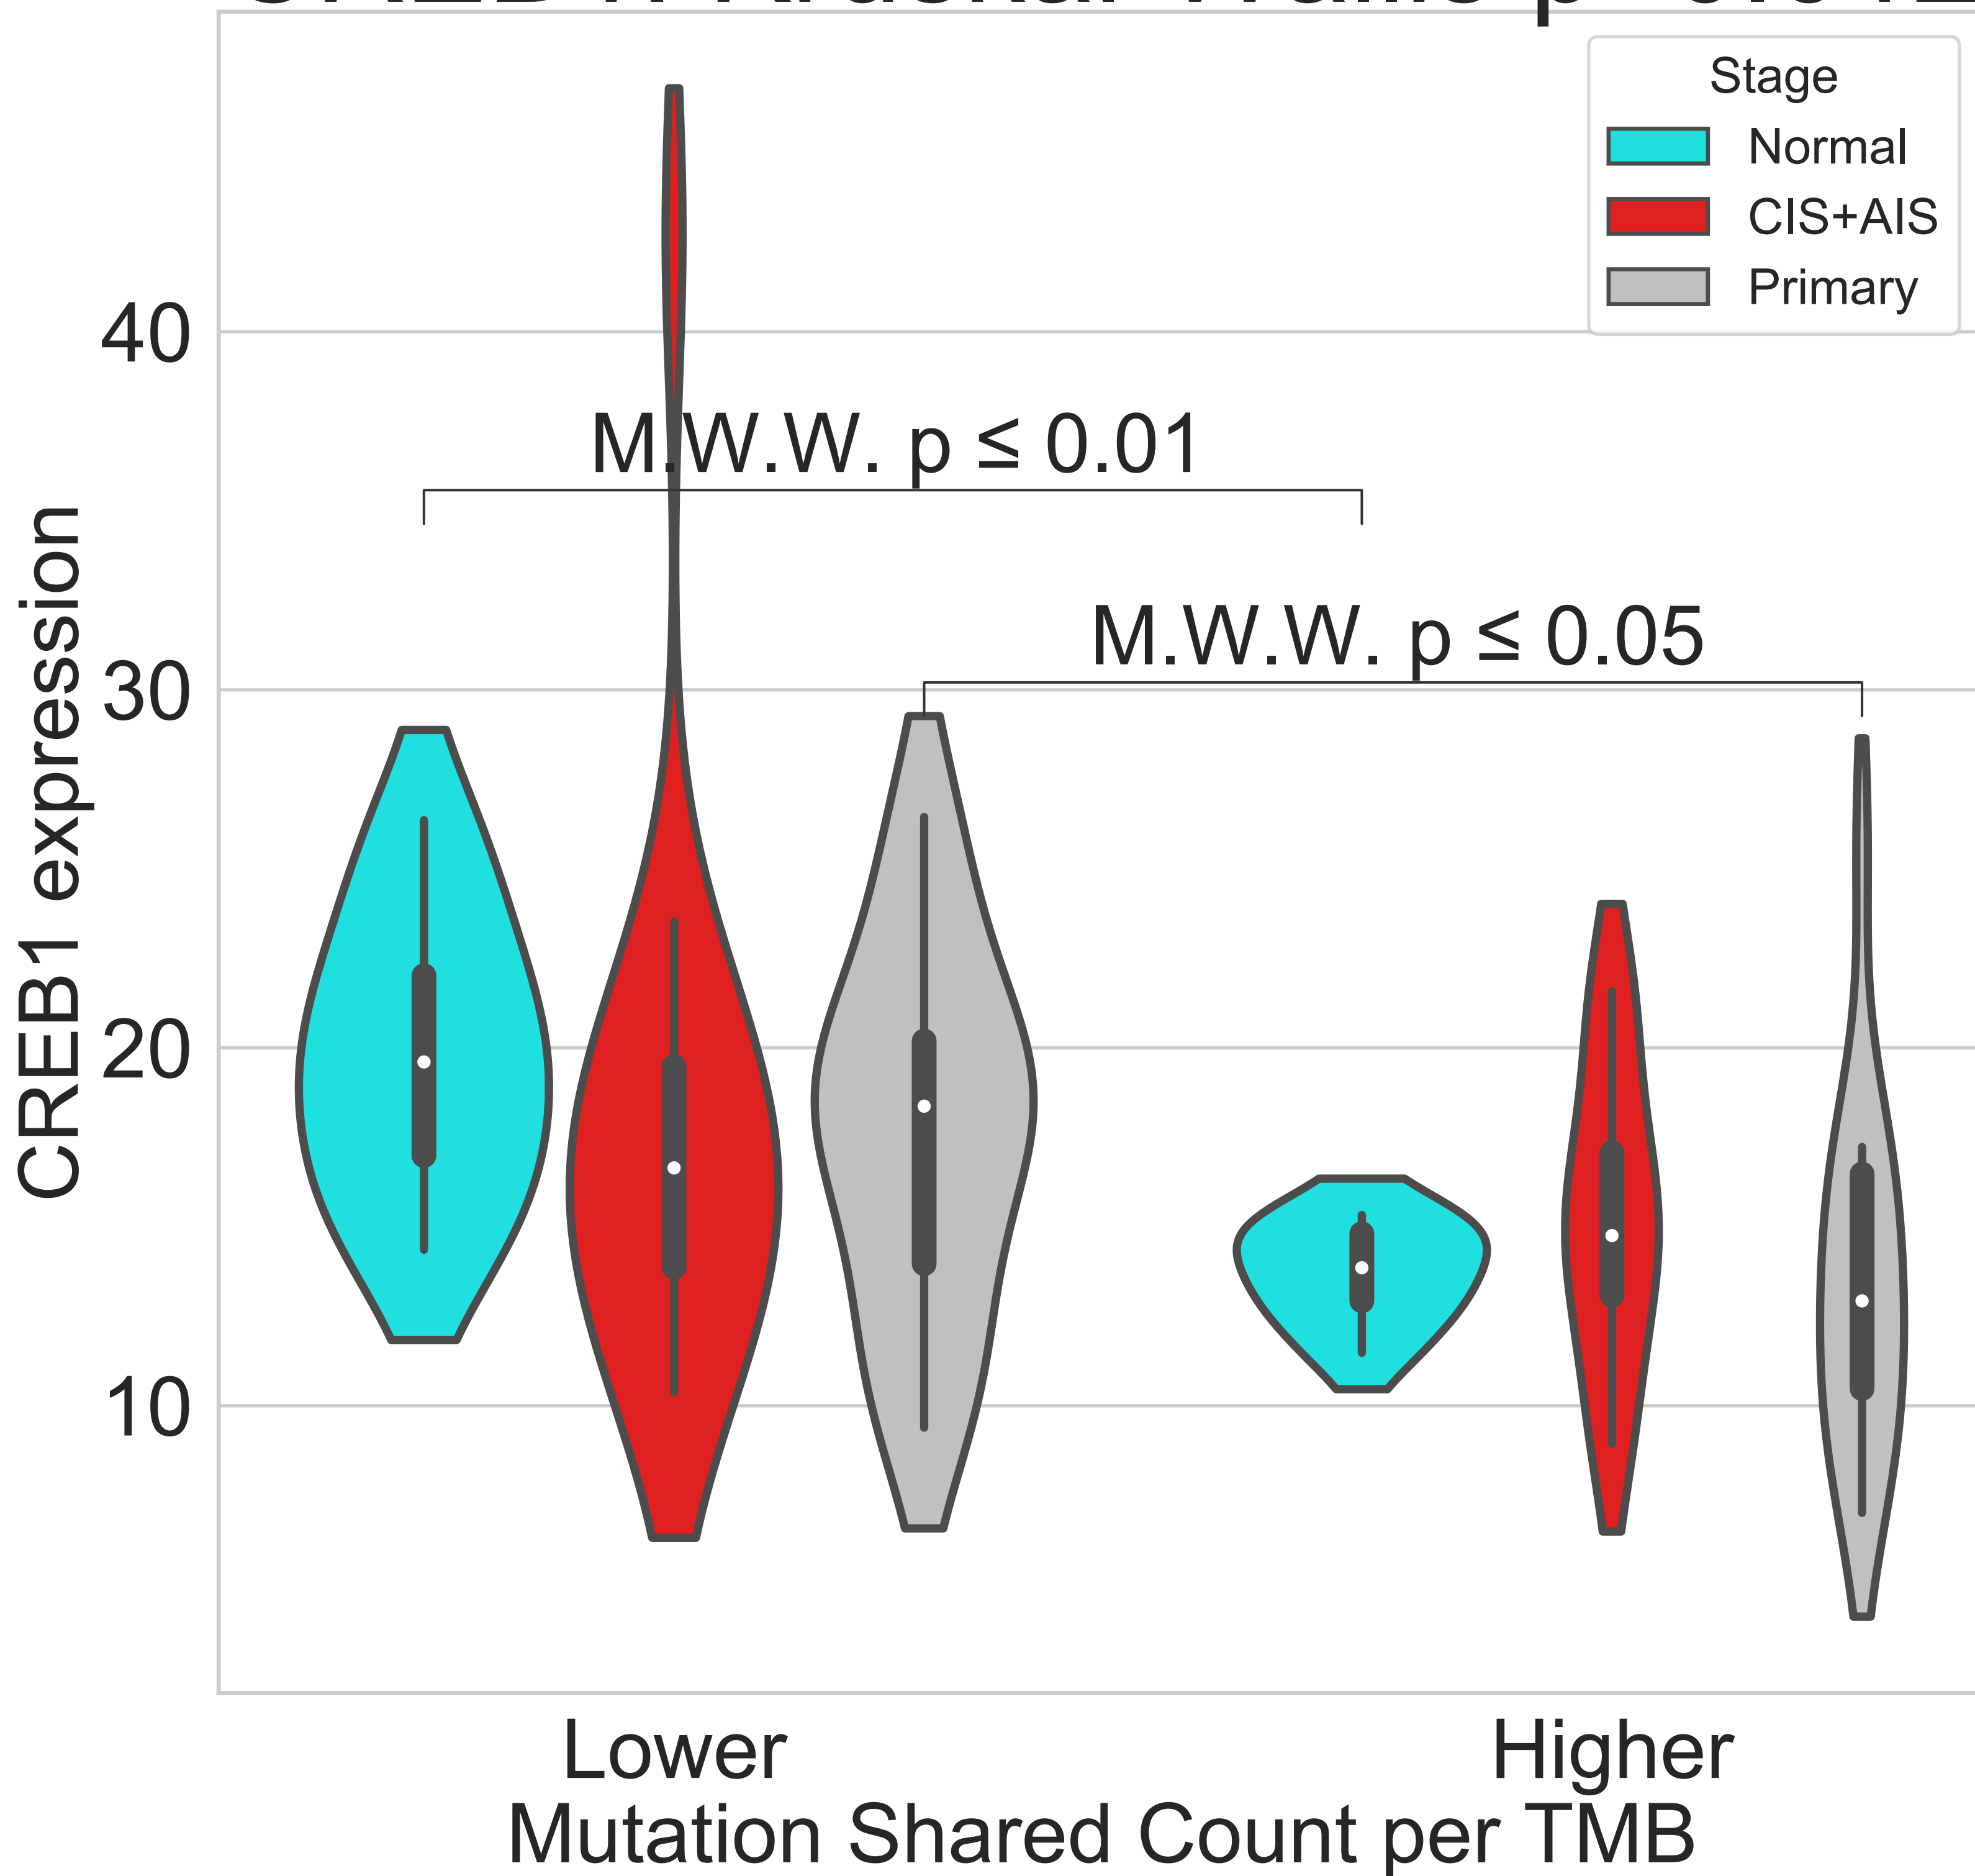 Stage
Normal
CIS+AIS
Primary
40
M.W.W. p ≤ 0.01
M.W.W. p ≤ 0.05
30
20
10
CREB1 expression
Lower
Higher
Mutation Shared Count per TMB